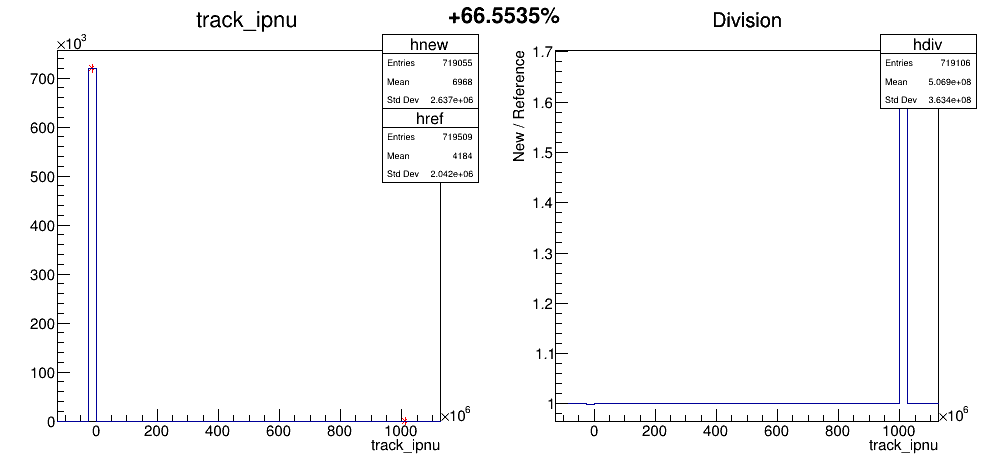 track_ipnu
+66.5535%
Division
×10³
hnew
Entries 719055
Mean 6968
Std Dev 2.637e+06
href
Entries 719509
Mean 4184
Std Dev 2.042e+06
700
600
500
400
300
200
100
0
0 200 400 600 800 1000
×10⁶
track_ipnu
hdiv
Entries 719106
Mean 5.069e+08
Std Dev 3.634e+08
New / Reference
1.7
1.6
1.5
1.4
1.3
1.2
1.1
1
0 200 400 600 800 1000
×10⁶
track_ipnu